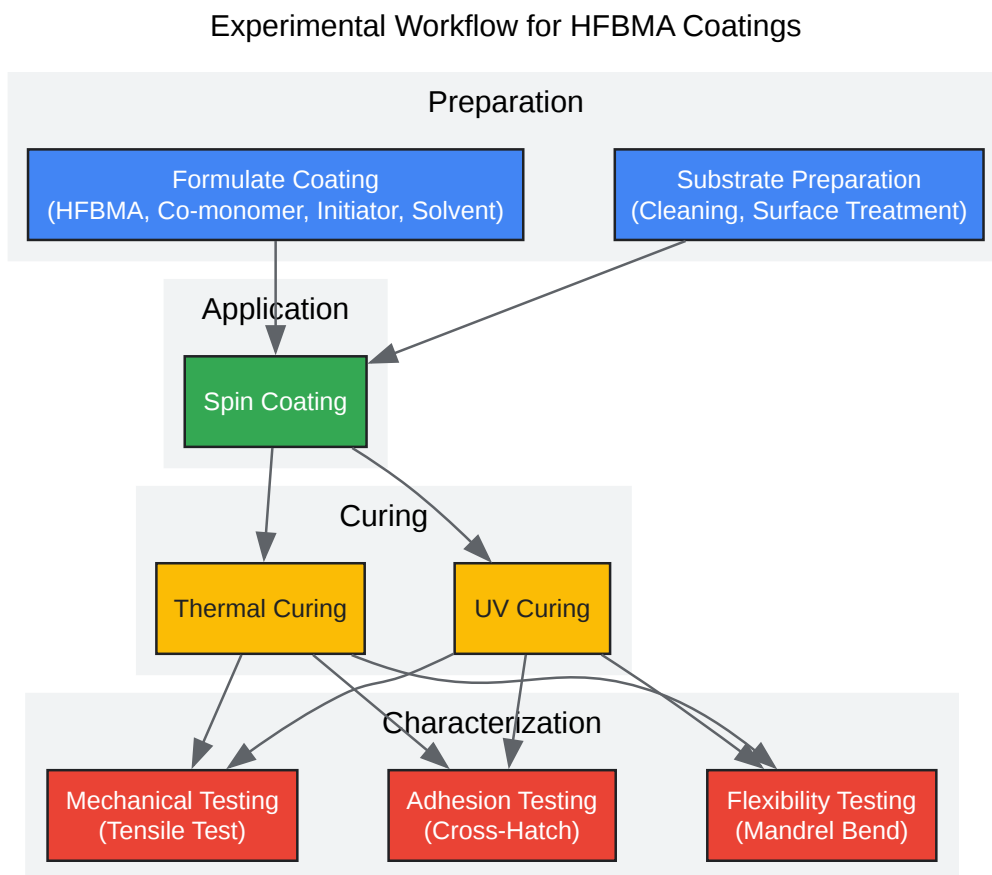 Experimental Workflow for HFBMA Coatings
Preparation
Formulate Coating
(HFBMA, Co-monomer, Initiator, Solvent)
Substrate Preparation
(Cleaning, Surface Treatment)
Application
Spin Coating
Curing
Thermal Curing
UV Curing
Characterization
Mechanical Testing
(Tensile Test)
Adhesion Testing
(Cross-Hatch)
Flexibility Testing
(Mandrel Bend)